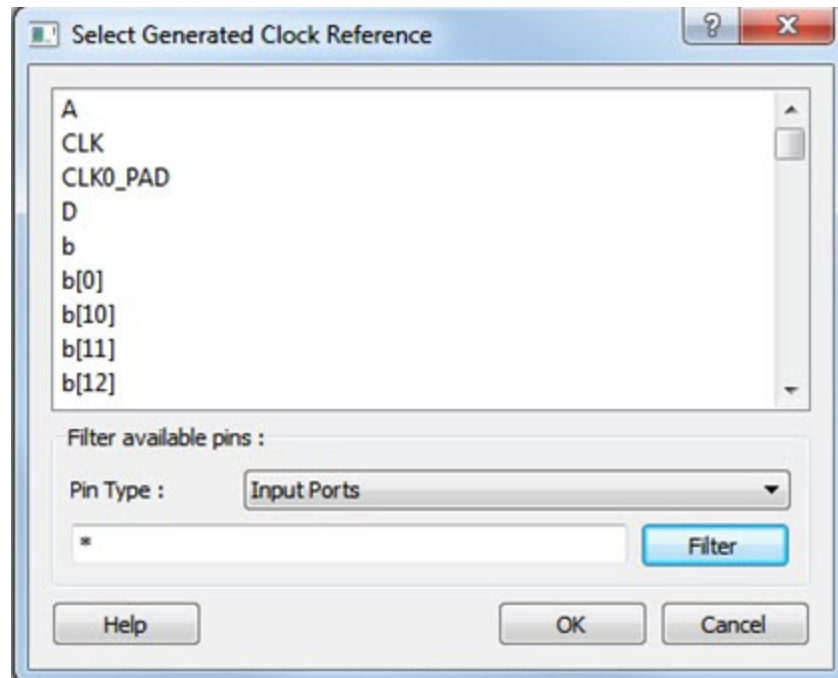 Select Generated Clock Reference
A
CLK
CLK0_PAD
D
b
b[0]
b[10]
b[11]
b[12]
Filter available pins :
Pin Type : Input Ports
* Filter
Help OK Cancel